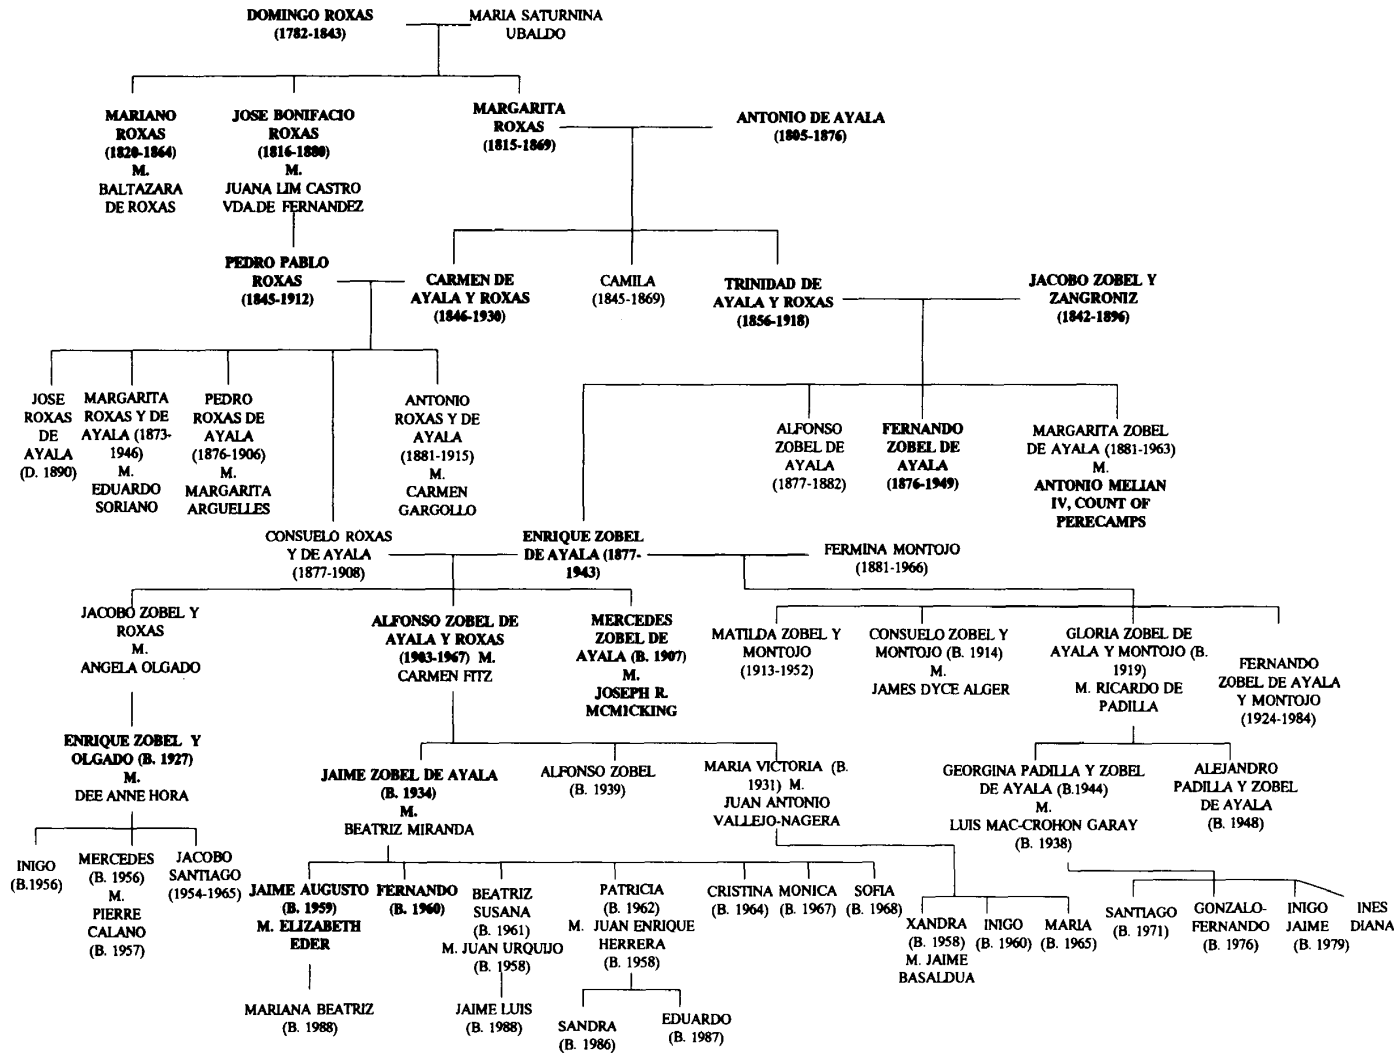 DOMINGO ROXAS
(1782-1843)
MARIA SATURNINA
UBALDO
MARIANO
ROXAS
(1820-1864)
M.
BALTAZARA
DE ROXAS
JOSE BONIFACIO
ROXAS
(1816-1880)
M.
JUANA LIM CASTRO
VDA.DE FERNANDEZ
MARGARITA
ROXAS
(1815-1869)
ANTONIO DE AYALA
(1805-1876)
PEDRO PABLO
ROXAS
(1845-1912)
CARMEN DE
AYALA Y ROXAS
(1846-1930)
CAMILA
(1845-1869)
TRINIDAD DE
AYALA Y ROXAS
(1856-1918)
JACOBO ZOBEL Y
ZANGRONIZ
(1842-1896)
JOSE
ROXAS
DE
AYALA
(D. 1890)
MARGARITA
ROXAS Y DE
AYALA (1873-
1946)
M.
EDUARDO
SORIANO
PEDRO
ROXAS DE
AYALA
(1876-1906)
M.
MARGARITA
ARGUELLES
ANTONIO
ROXAS Y DE
AYALA
(1881-1915)
M.
CARMEN
GARGOLLO
ALFONSO
ZOBEL DE
AYALA
(1877-1882)
FERNANDO
ZOBEL DE
AYALA
(1876-1949)
MARGARITA ZOBEL
DE AYALA (1881-1963)
M.
ANTONIO MELIAN
IV, COUNT OF
PERECAMPS
CONSUELO ROXAS
Y DE AYALA
(1877-1908)
ENRIQUE ZOBEL
DE AYALA (1877-
1943)
FERMINA MONTOJO
(1881-1966)
JACOBO ZOBEL Y
ROXAS
M.
ANGELA OLGADO
ALFONSO ZOBEL DE
AYALA Y ROXAS
(1903-1967) M.
CARMEN FITZ
MERCEDES
ZOBEL DE
AYALA (B. 1907)
M.
JOSEPH R.
MCMICKING
MATILDA ZOBEL Y
MONTOJO
(1913-1952)
CONSUELO ZOBEL Y
MONTOJO (B. 1914)
M.
JAMES DYCE ALGER
GLORIA ZOBEL DE
AYALA Y MONTOJO (B.
1919)
M. RICARDO DE
PADILLA
FERNANDO
ZOBEL DE AYALA
Y MONTOJO
(1924-1984)
ENRIQUE ZOBEL Y
OLGADO (B. 1927)
M.
DEE ANNE HORA
JAIME ZOBEL DE AYALA
(B. 1934)
M.
BEATRIZ MIRANDA
ALFONSO ZOBEL
(B. 1939)
MARIA VICTORIA (B.
1931) M.
JUAN ANTONIO
VALLEJO-NAGERA
GEORGINA PADILLA Y ZOBEL
DE AYALA (B.1944)
M.
LUIS MAC-CROHON GARAY
(B. 1938)
ALEJANDRO
PADILLA Y ZOBEL
DE AYALA
(B. 1948)
INIGO
(B.1956)
MERCEDES
(B. 1956)
M.
PIERRE
CALANO
(B. 1957)
JACOBO
SANTIAGO
(1954-1965)
JAIME AUGUSTO
(B. 1959)
M. ELIZABETH
EDER
FERNANDO
(B. 1960)
BEATRIZ
SUSANA
(B. 1961)
M. JUAN URQUIJO
(B. 1958)
PATRICIA
(B. 1962)
M. JUAN ENRIQUE
HERRERA
(B. 1958)
CRISTINA
(B. 1964)
MONICA
(B. 1967)
SOFIA
(B. 1968)
XANDRA
(B. 1958)
M. JAIME
BASALDUA
INIGO
(B. 1960)
MARIA
(B. 1965)
SANTIAGO
(B. 1971)
GONZALO-
FERNANDO
(B. 1976)
INIGO
JAIME
(B. 1979)
INES
DIANA
MARIANA BEATRIZ
(B. 1988)
JAIME LUIS
(B. 1988)
SANDRA
(B. 1986)
EDUARDO
(B. 1987)